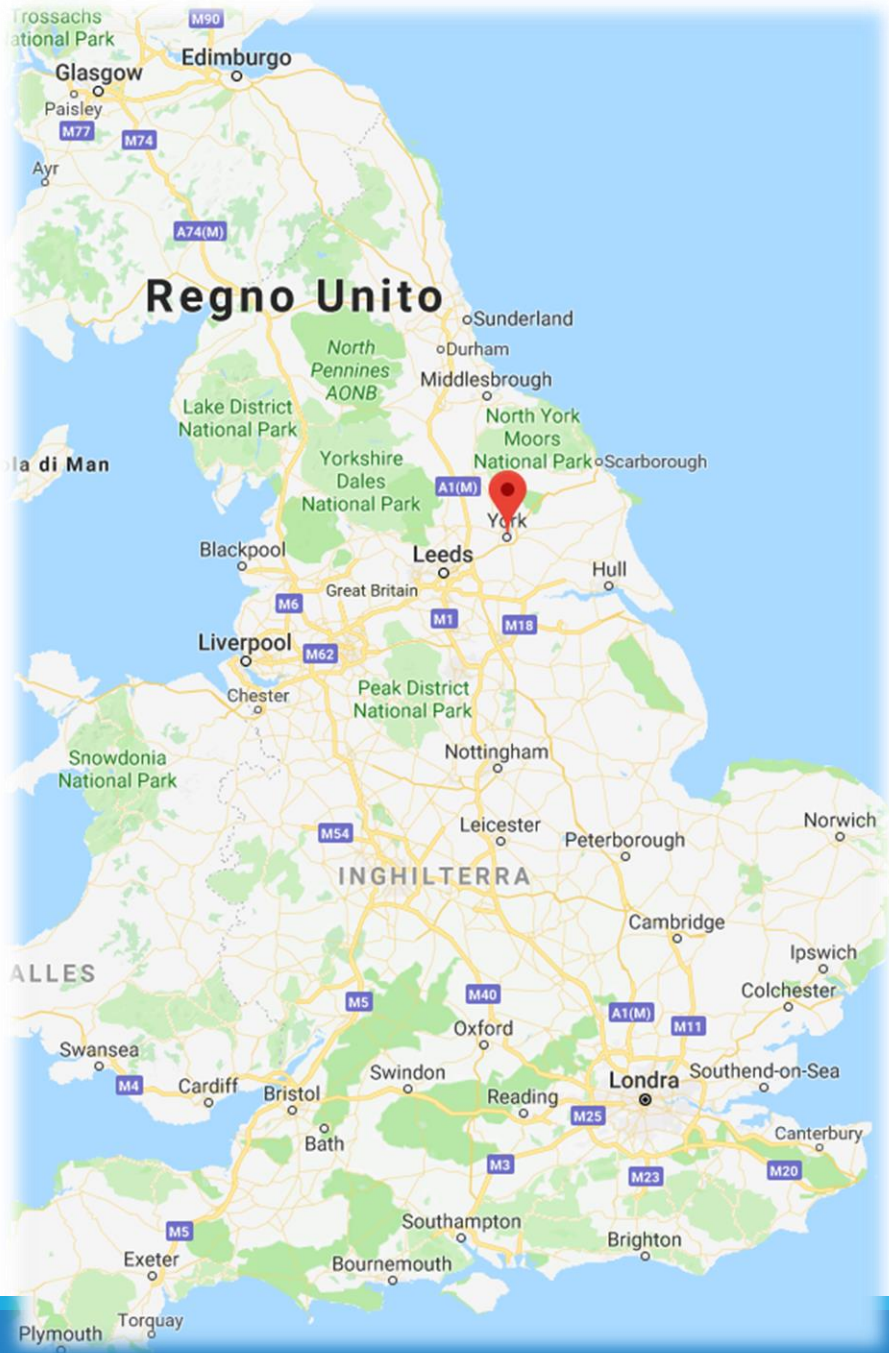 Trossachs
ational Park
M90
Edimburgo
Glasgow
Paisley
M77
M74
Ayr
A74(M)
Regno Unito
Sunderland
North
Pennines
AONB
Durham
Middlesbrough
Lake District
National Park
North York
Moors
National Park
Scarborough
la di Man
Yorkshire
Dales
National Park
A1(M)
York
Blackpool
Leeds
Hull
Great Britain
M6
M1
M18
Liverpool
M62
Chester
Peak District
National Park
Nottingham
Snowdonia
National Park
M54
Leicester
Peterborough
Norwich
INGHILTERRA
Cambridge
Ipswich
ALLES
Colchester
M5
M40
A1(M)
M11
Oxford
Swansea
M4
Cardiff
Bristol
Swindon
Londra
Southend-on-Sea
Reading
M25
Bath
Canterbury
M3
M23
M20
Southampton
M5
Brighton
Exeter
Bournemouth
Torquay
Plymouth